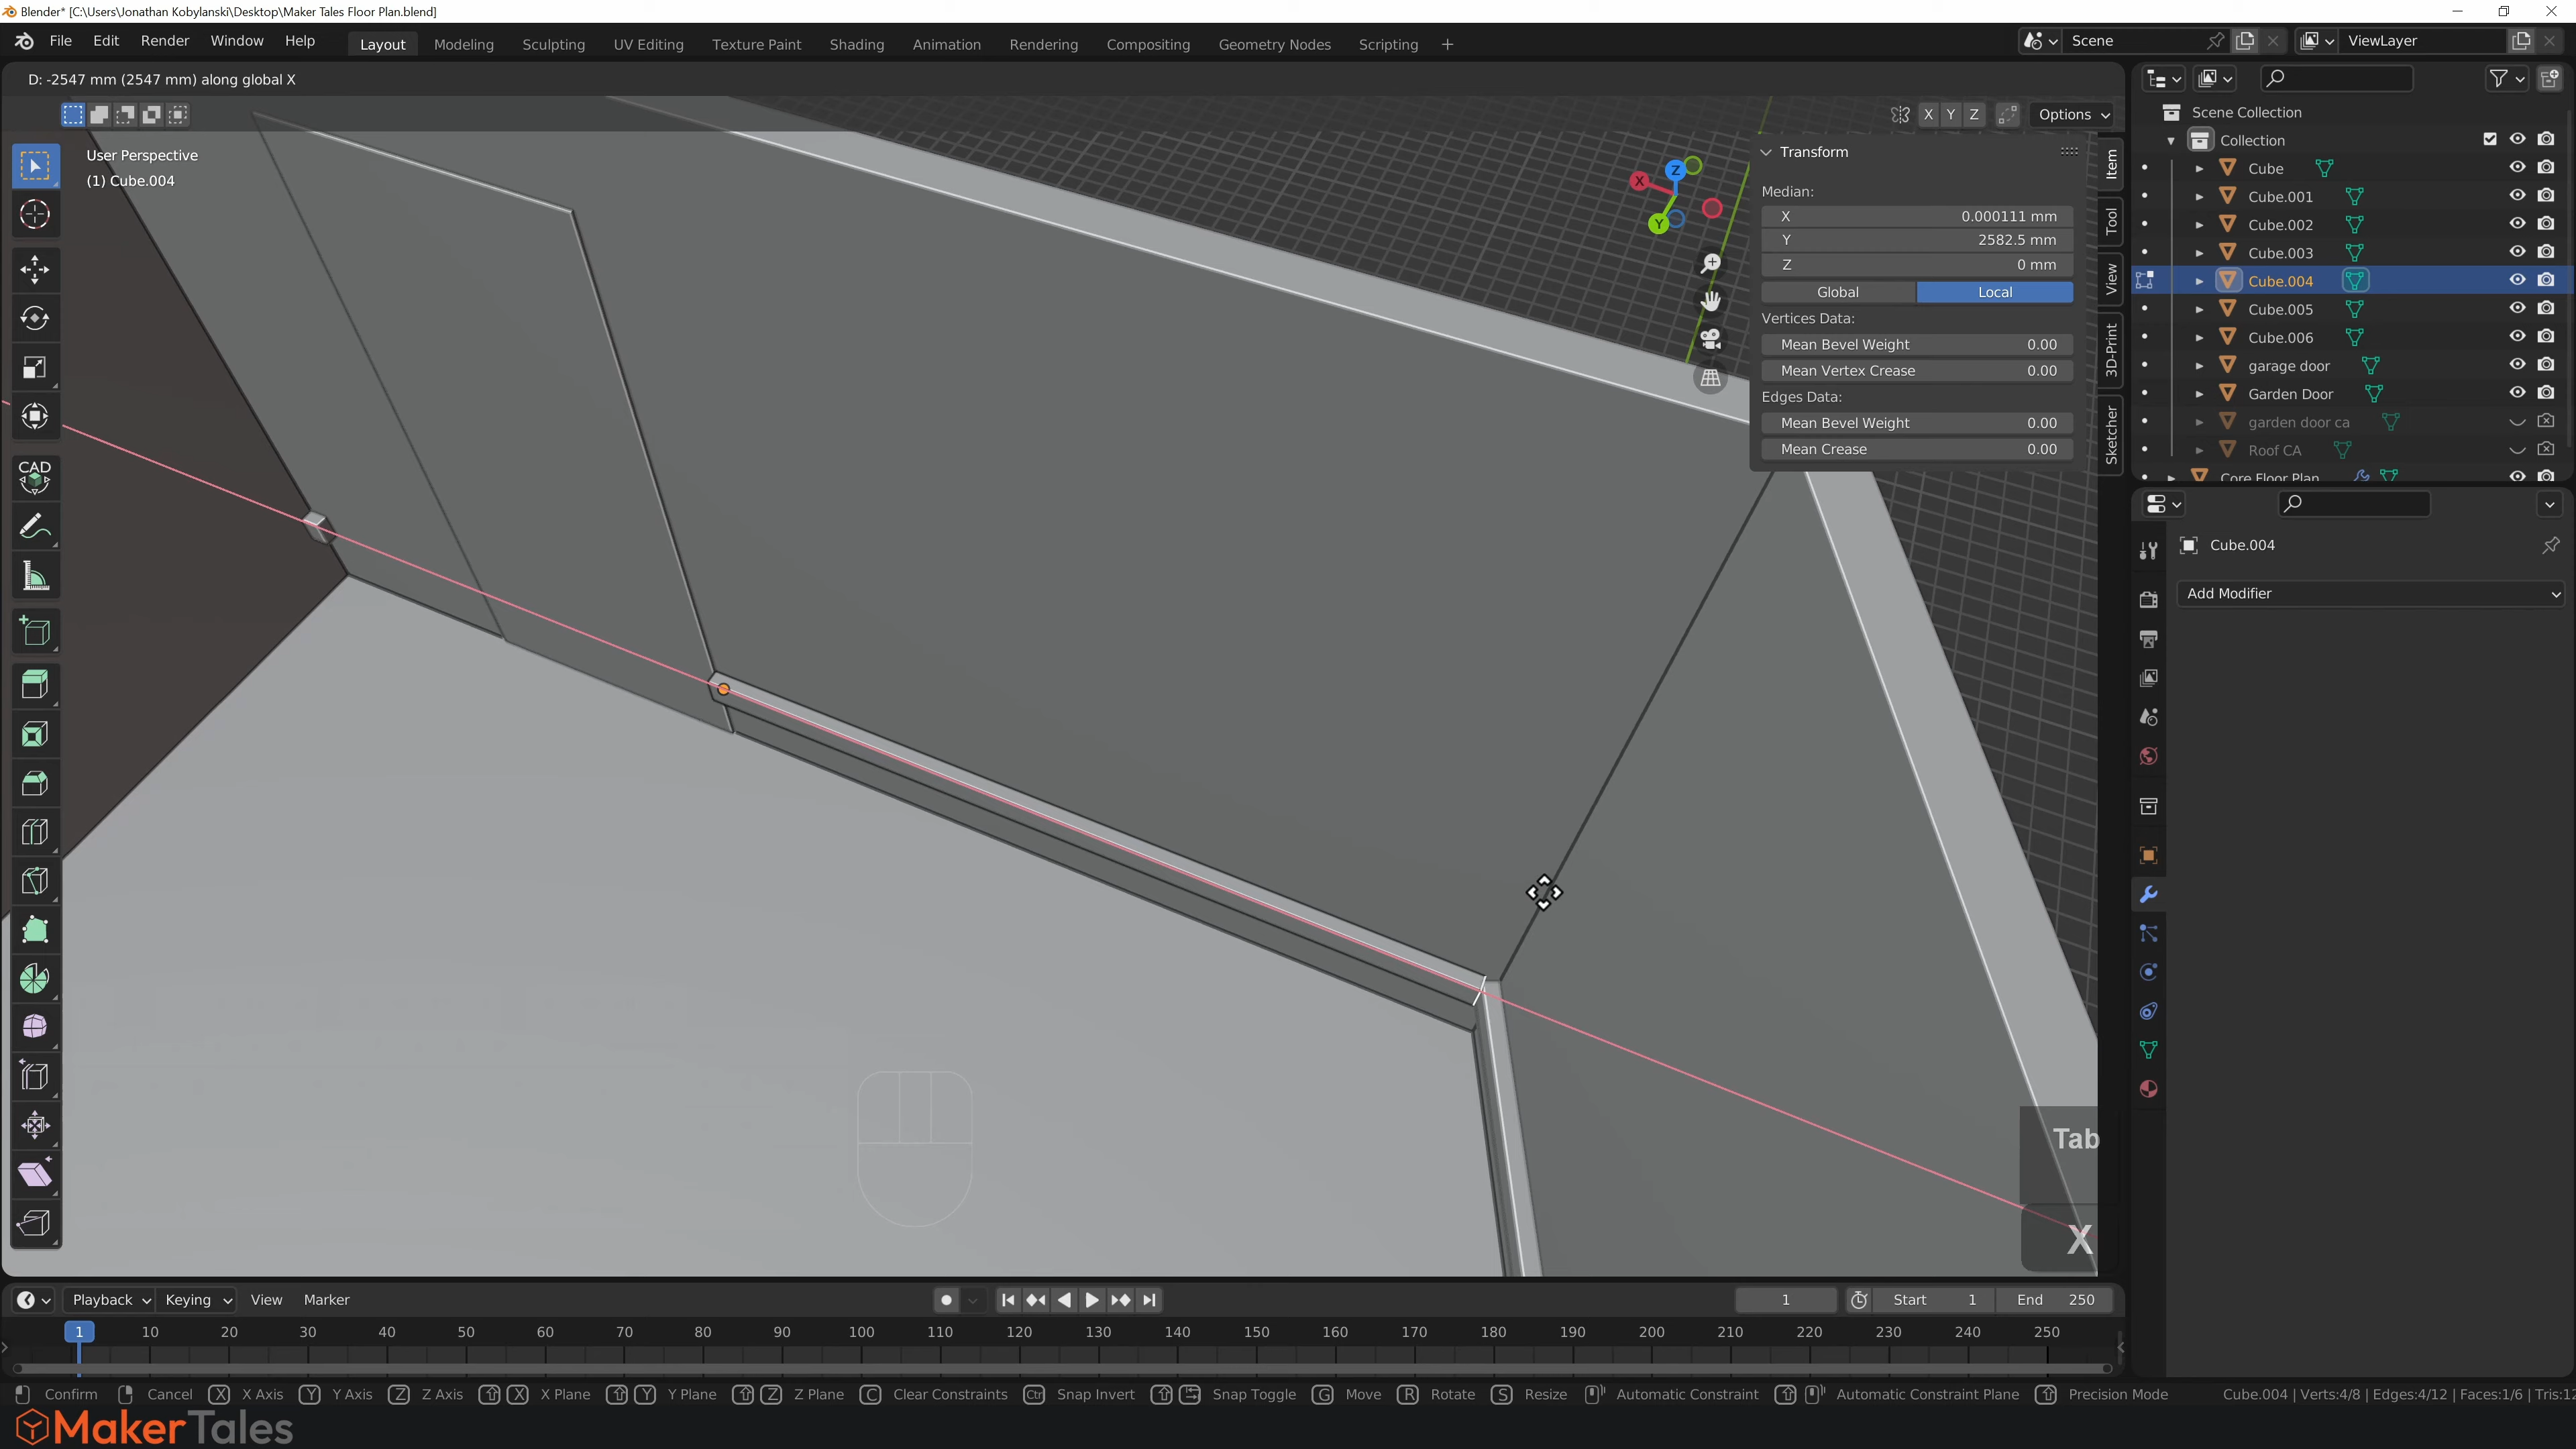 Blender* [C:\Users\Jonathan Kobylanski\Desktop\Maker Tales Floor Plan.blend]
File Edit Render Window Help Layout Modeling Sculpting UV Editing Texture Paint Shading Animation Rendering Compositing Geometry Nodes Scripting + Scene ViewLayer
D: -2547 mm (2547 mm) along global X
X Y Z Options
User Perspective
(1) Cube.004
Transform
Median:
X 0.000111 mm
Y 2582.5 mm
Z 0 mm
Global Local
Vertices Data:
Mean Bevel Weight 0.00
Mean Vertex Crease 0.00
Edges Data:
Mean Bevel Weight 0.00
Mean Crease 0.00
Item
Tool
View
3D-Print
Sketcher
X
Y
Z
CAD
Scene Collection
Collection
Cube
Cube.001
Cube.002
Cube.003
Cube.004
Cube.005
Cube.006
garage door
Garden Door
garden door ca
Roof CA
Core Floor Plan
Cube.004
Add Modifier
Tab
X
Playback Keying View Marker 1 Start 1 End 250
1 10 20 30 40 50 60 70 80 90 100 110 120 130 140 150 160 170 180 190 200 210 220 230 240 250
Confirm Cancel X X Axis Y Y Axis Z Z Axis X X Plane Y Y Plane Z Z Plane C Clear Constraints Ctrl Snap Invert Snap Toggle G Move R Rotate S Resize Automatic Constraint Automatic Constraint Plane Precision Mode Cube.004 | Verts:4/8 | Edges:4/12 | Faces:1/6 | Tris:12
MakerTales